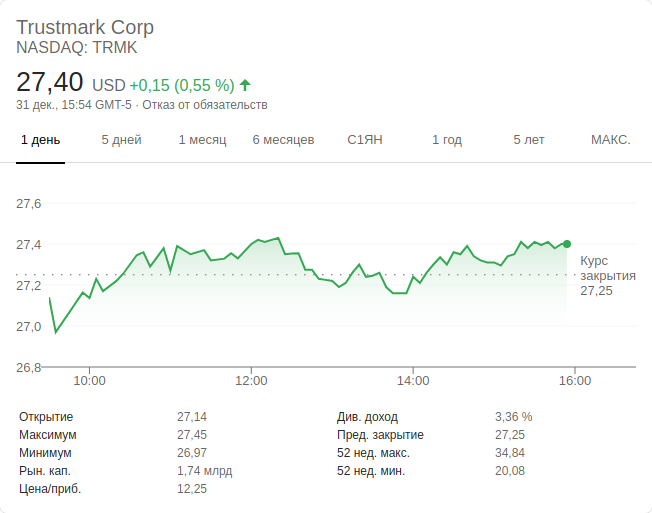 Trustmark Corp
NASDAQ: TRMK
27,40 USD +0,15 (0,55 %)
31 дек., 15:54 GMT-5 · Отказ от обязательств
1 день 5 дней 1 месяц 6 месяцев С1ЯН 1 год 5 лет МАКС.
27,6
27,4
27,2
27,0
26,8
Курс
закрытия
27,25
10:00 12:00 14:00 16:00
Открытие 27,14 Див. доход 3,36 %
Максимум 27,45 Пред. закрытие 27,25
Минимум 26,97 52 нед. макс. 34,84
Рын. кап. 1,74 млрд 52 нед. мин. 20,08
Цена/приб. 12,25